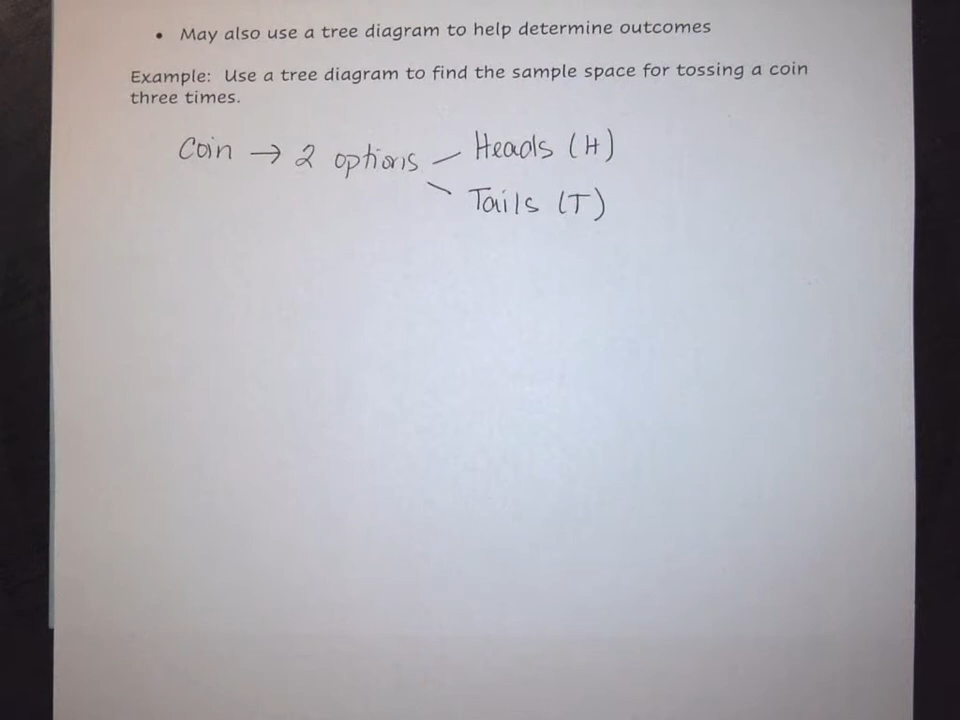 • May also use a tree diagram to help determine outcomes
Example: Use a tree diagram to find the sample space for tossing a coin
three times.
Coin → 2 options — Heads (H)
Tails (T)